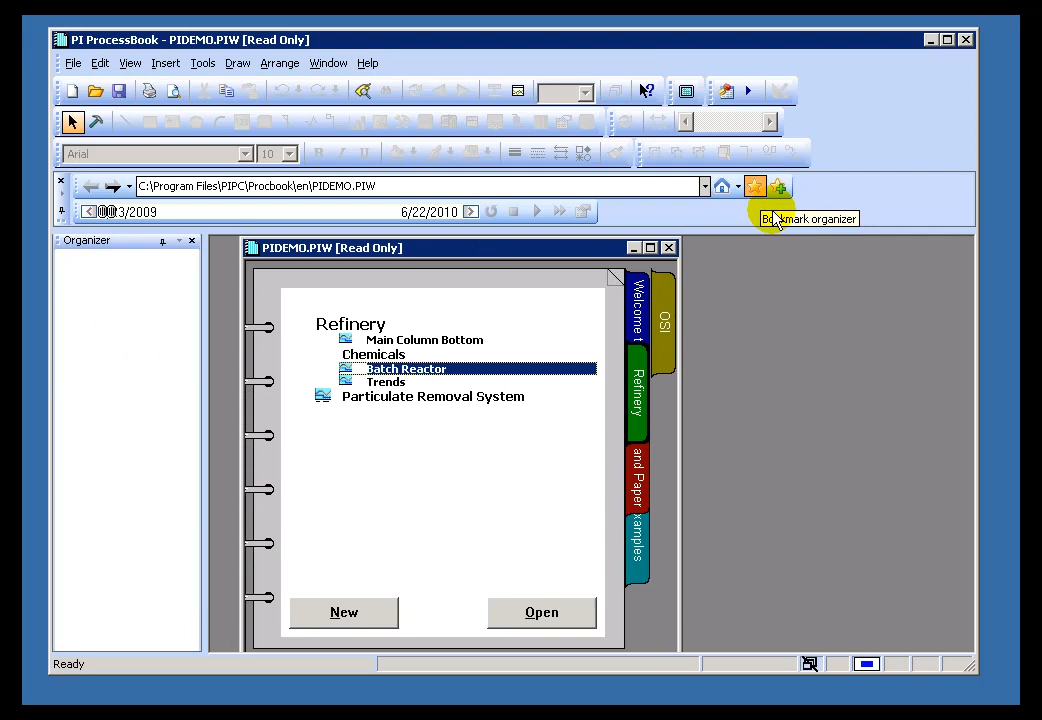 PI ProcessBook - PIDEMO.PIW [Read Only]
File Edit View Insert Tools Draw Arrange Window Help
Arial 10 B I U
C:\Program Files\PIPC\Procbook\en\PIDEMO.PIW
3/2009 6/22/2010
Bookmark organizer
Organizer
PIDEMO.PIW [Read Only]
Refinery
Main Column Bottom
Chemicals
Batch Reactor
Trends
Particulate Removal System
Welcome t
OSI
Refinery
and Paper
xamples
New Open
Ready